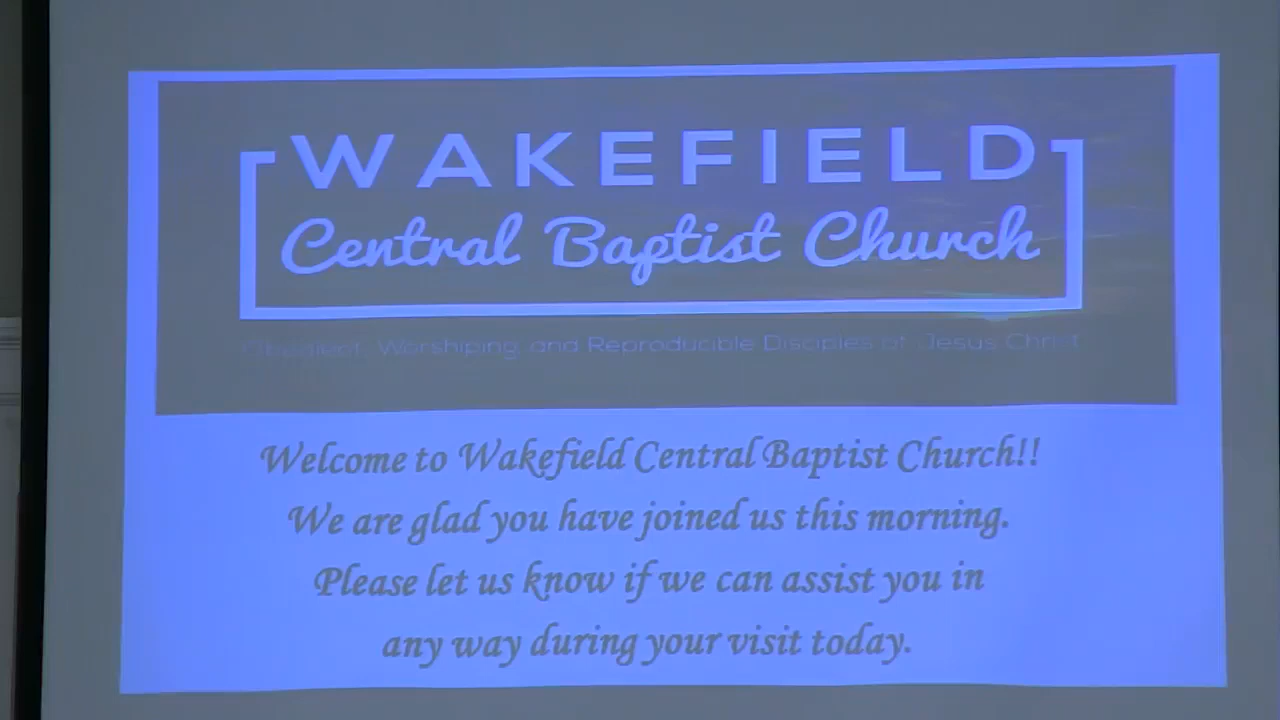 WAKEFIELD
Central Baptist Church
Obedient, Worshiping, and Reproducible Disciples of Jesus Christ
Welcome to Wakefield Central Baptist Church!!
We are glad you have joined us this morning.
Please let us know if we can assist you in
any way during your visit today.